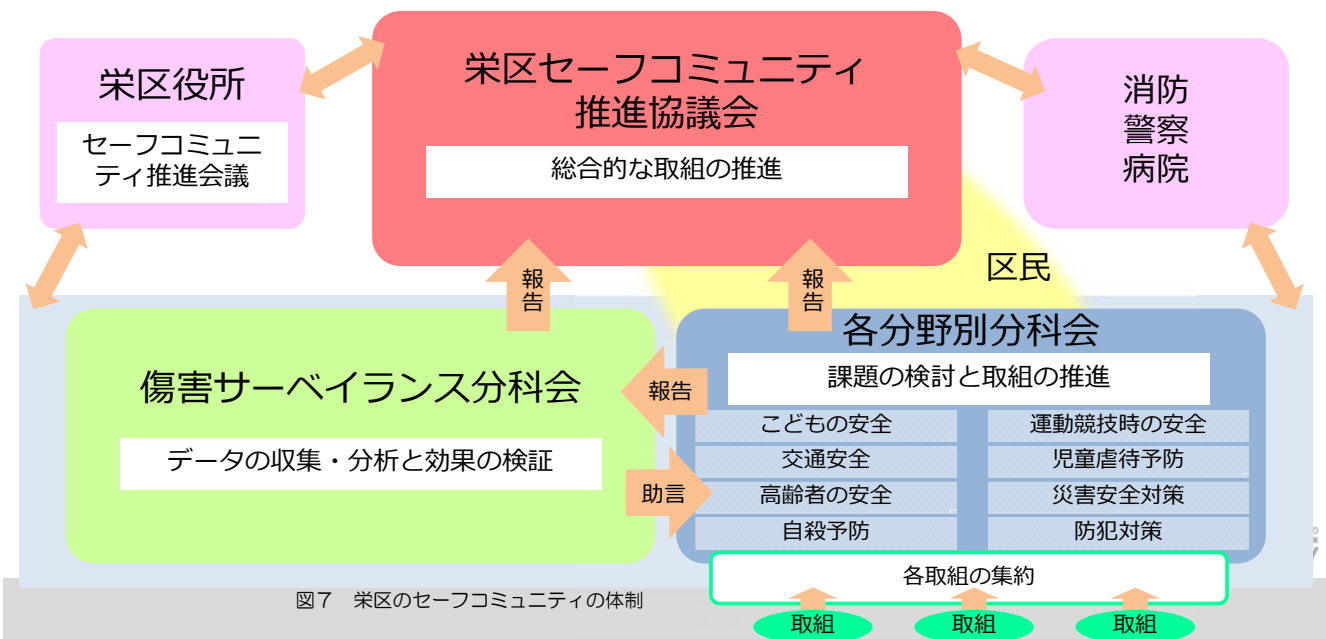 栄区役所
セーフコミュニ
ティ推進会議
栄区セーフコミュニティ
推進協議会
総合的な取組の推進
消防
警察
病院
区民
報告
報告
傷害サーベイランス分科会
データの収集・分析と効果の検証
報告
助言
各分野別分科会
課題の検討と取組の推進
こどもの安全
運動競技時の安全
交通安全
児童虐待予防
高齢者の安全
災害安全対策
自殺予防
防犯対策
各取組の集約
取組
取組
取組
図7 栄区のセーフコミュニティの体制